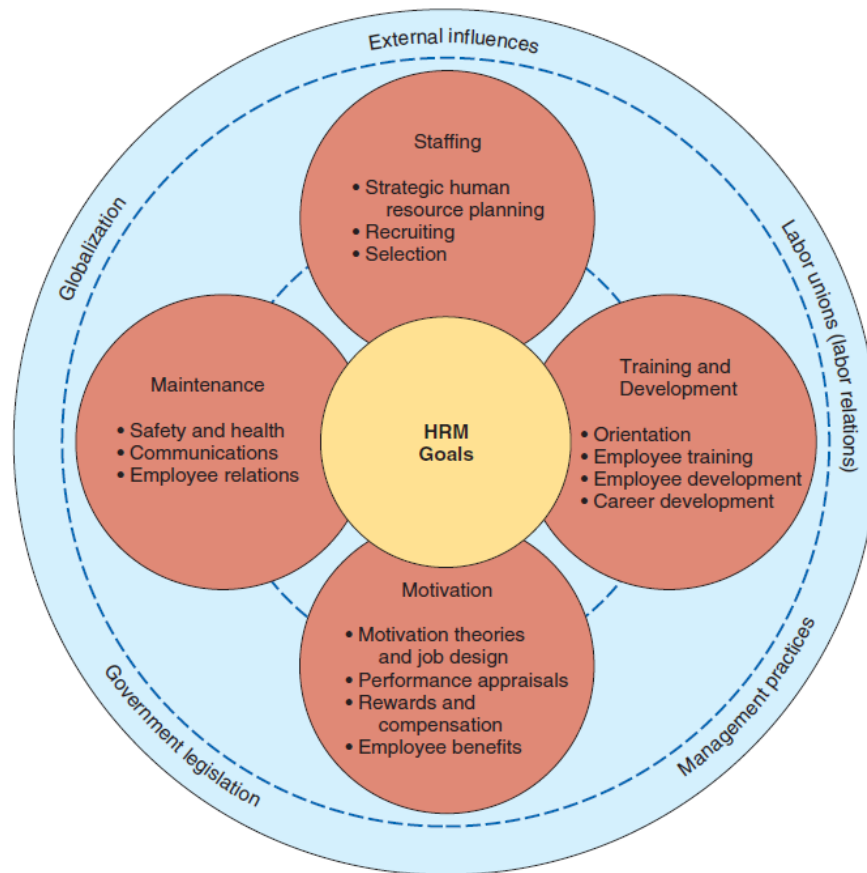 External influences
Globalization
Labor unions (labor relations)
Staffing
• Strategic human
resource planning
• Recruiting
• Selection
Maintenance
• Safety and health
• Communications
• Employee relations
HRM
Goals
Training and
Development
• Orientation
• Employee training
• Employee development
• Career development
Motivation
• Motivation theories
and job design
• Performance appraisals
• Rewards and
compensation
• Employee benefits
Government legislation
Management practices